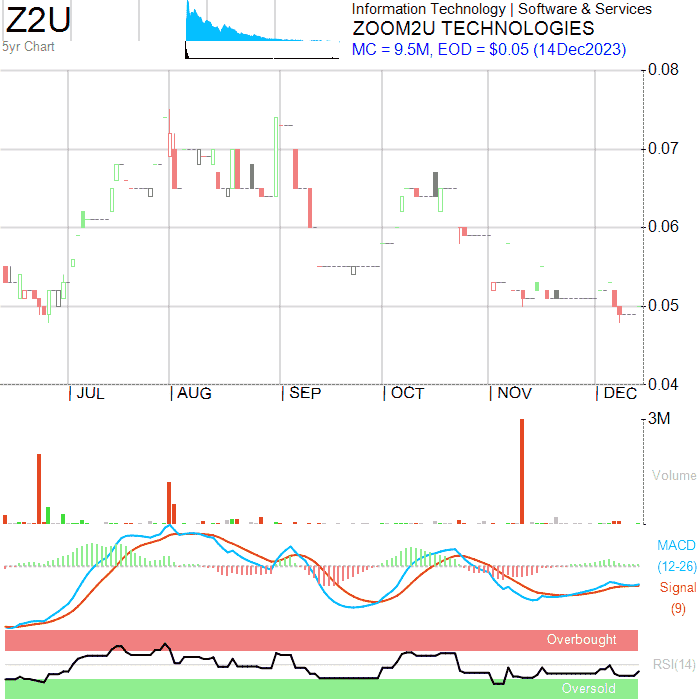 Z2U
5yr Chart
Information Technology | Software & Services
ZOOM2U TECHNOLOGIES
MC = 9.5M, EOD = $0.05 (14Dec2023)
0.08
0.07
0.06
0.05
0.04
JUL AUG SEP OCT NOV DEC
3M
Volume
MACD
(12-26)
Signal
(9)
Overbought
RSI(14)
Oversold